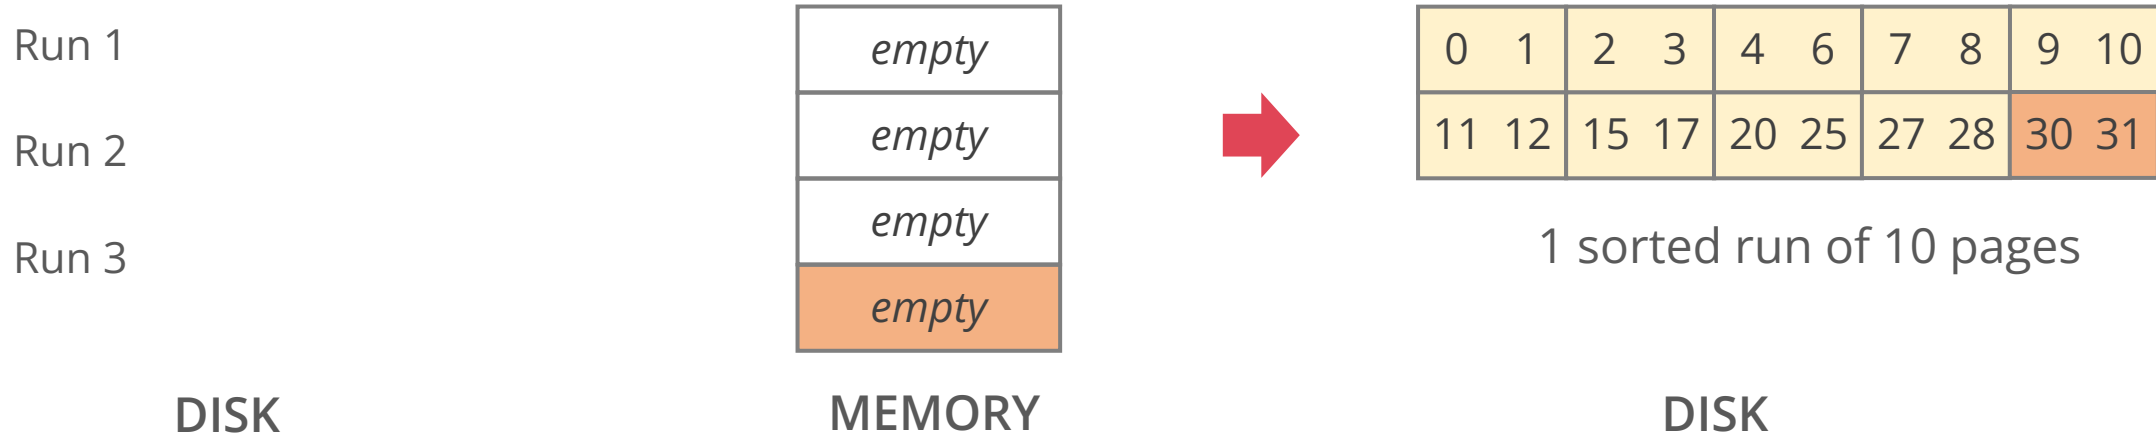 Run 1
Run 2
Run 3
DISK
empty
empty
empty
empty
MEMORY
0 1 2 3 4 6 7 8 9 10
11 12 15 17 20 25 27 28 30 31
1 sorted run of 10 pages
DISK